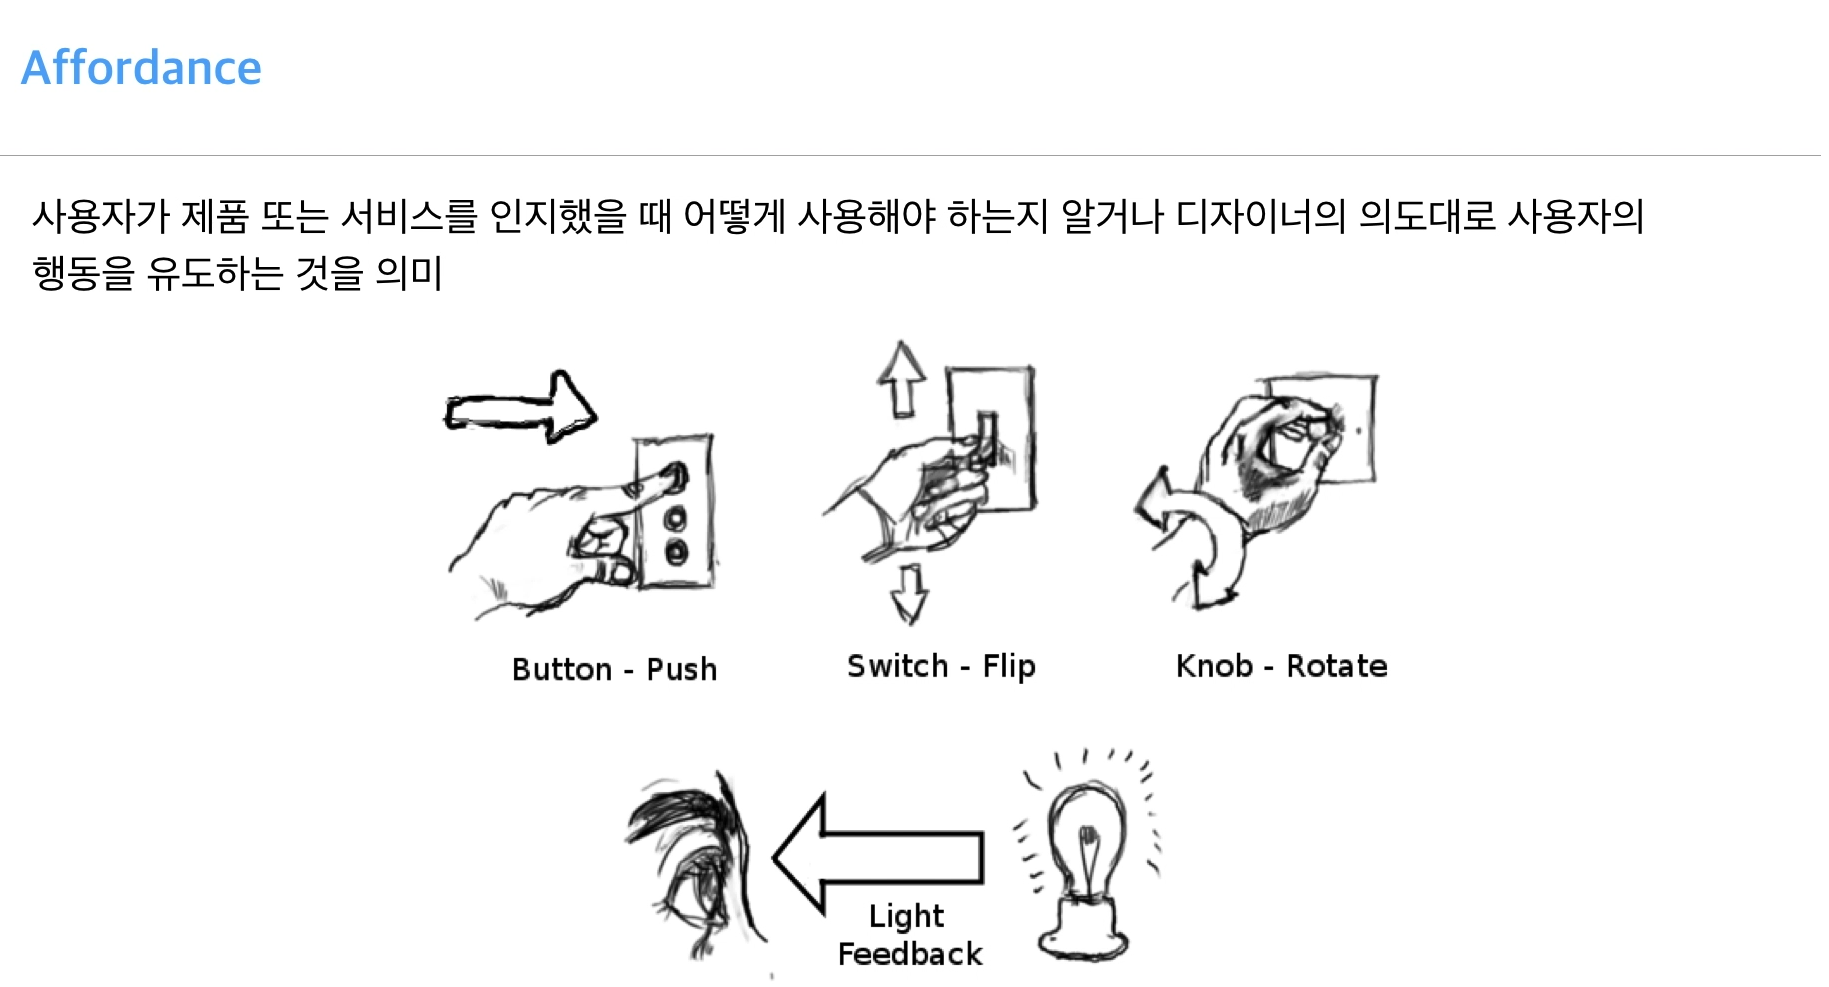 Affordance
사용자가 제품 또는 서비스를 인지했을 때 어떻게 사용해야 하는지 알거나 디자이너의 의도대로 사용자의
행동을 유도하는 것을 의미
Button - Push
Switch - Flip
Knob - Rotate
Light
Feedback